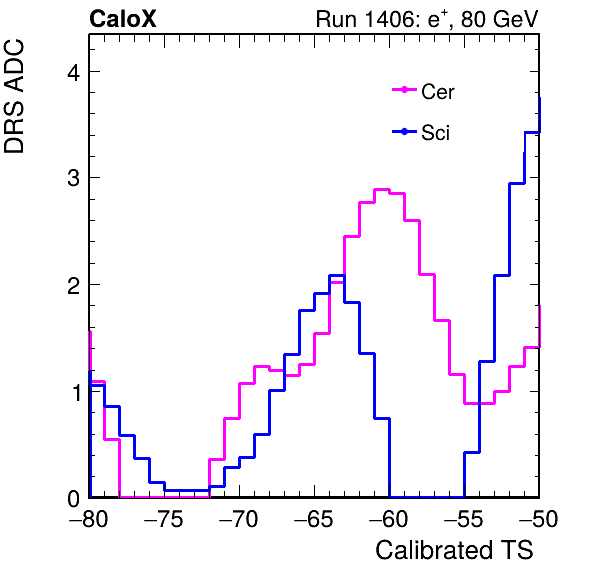 CaloX Run 1406: e⁺, 80 GeV
DRS ADC
4
3
2
1
0
Cer
Sci
−80 −75 −70 −65 −60 −55 −50
Calibrated TS